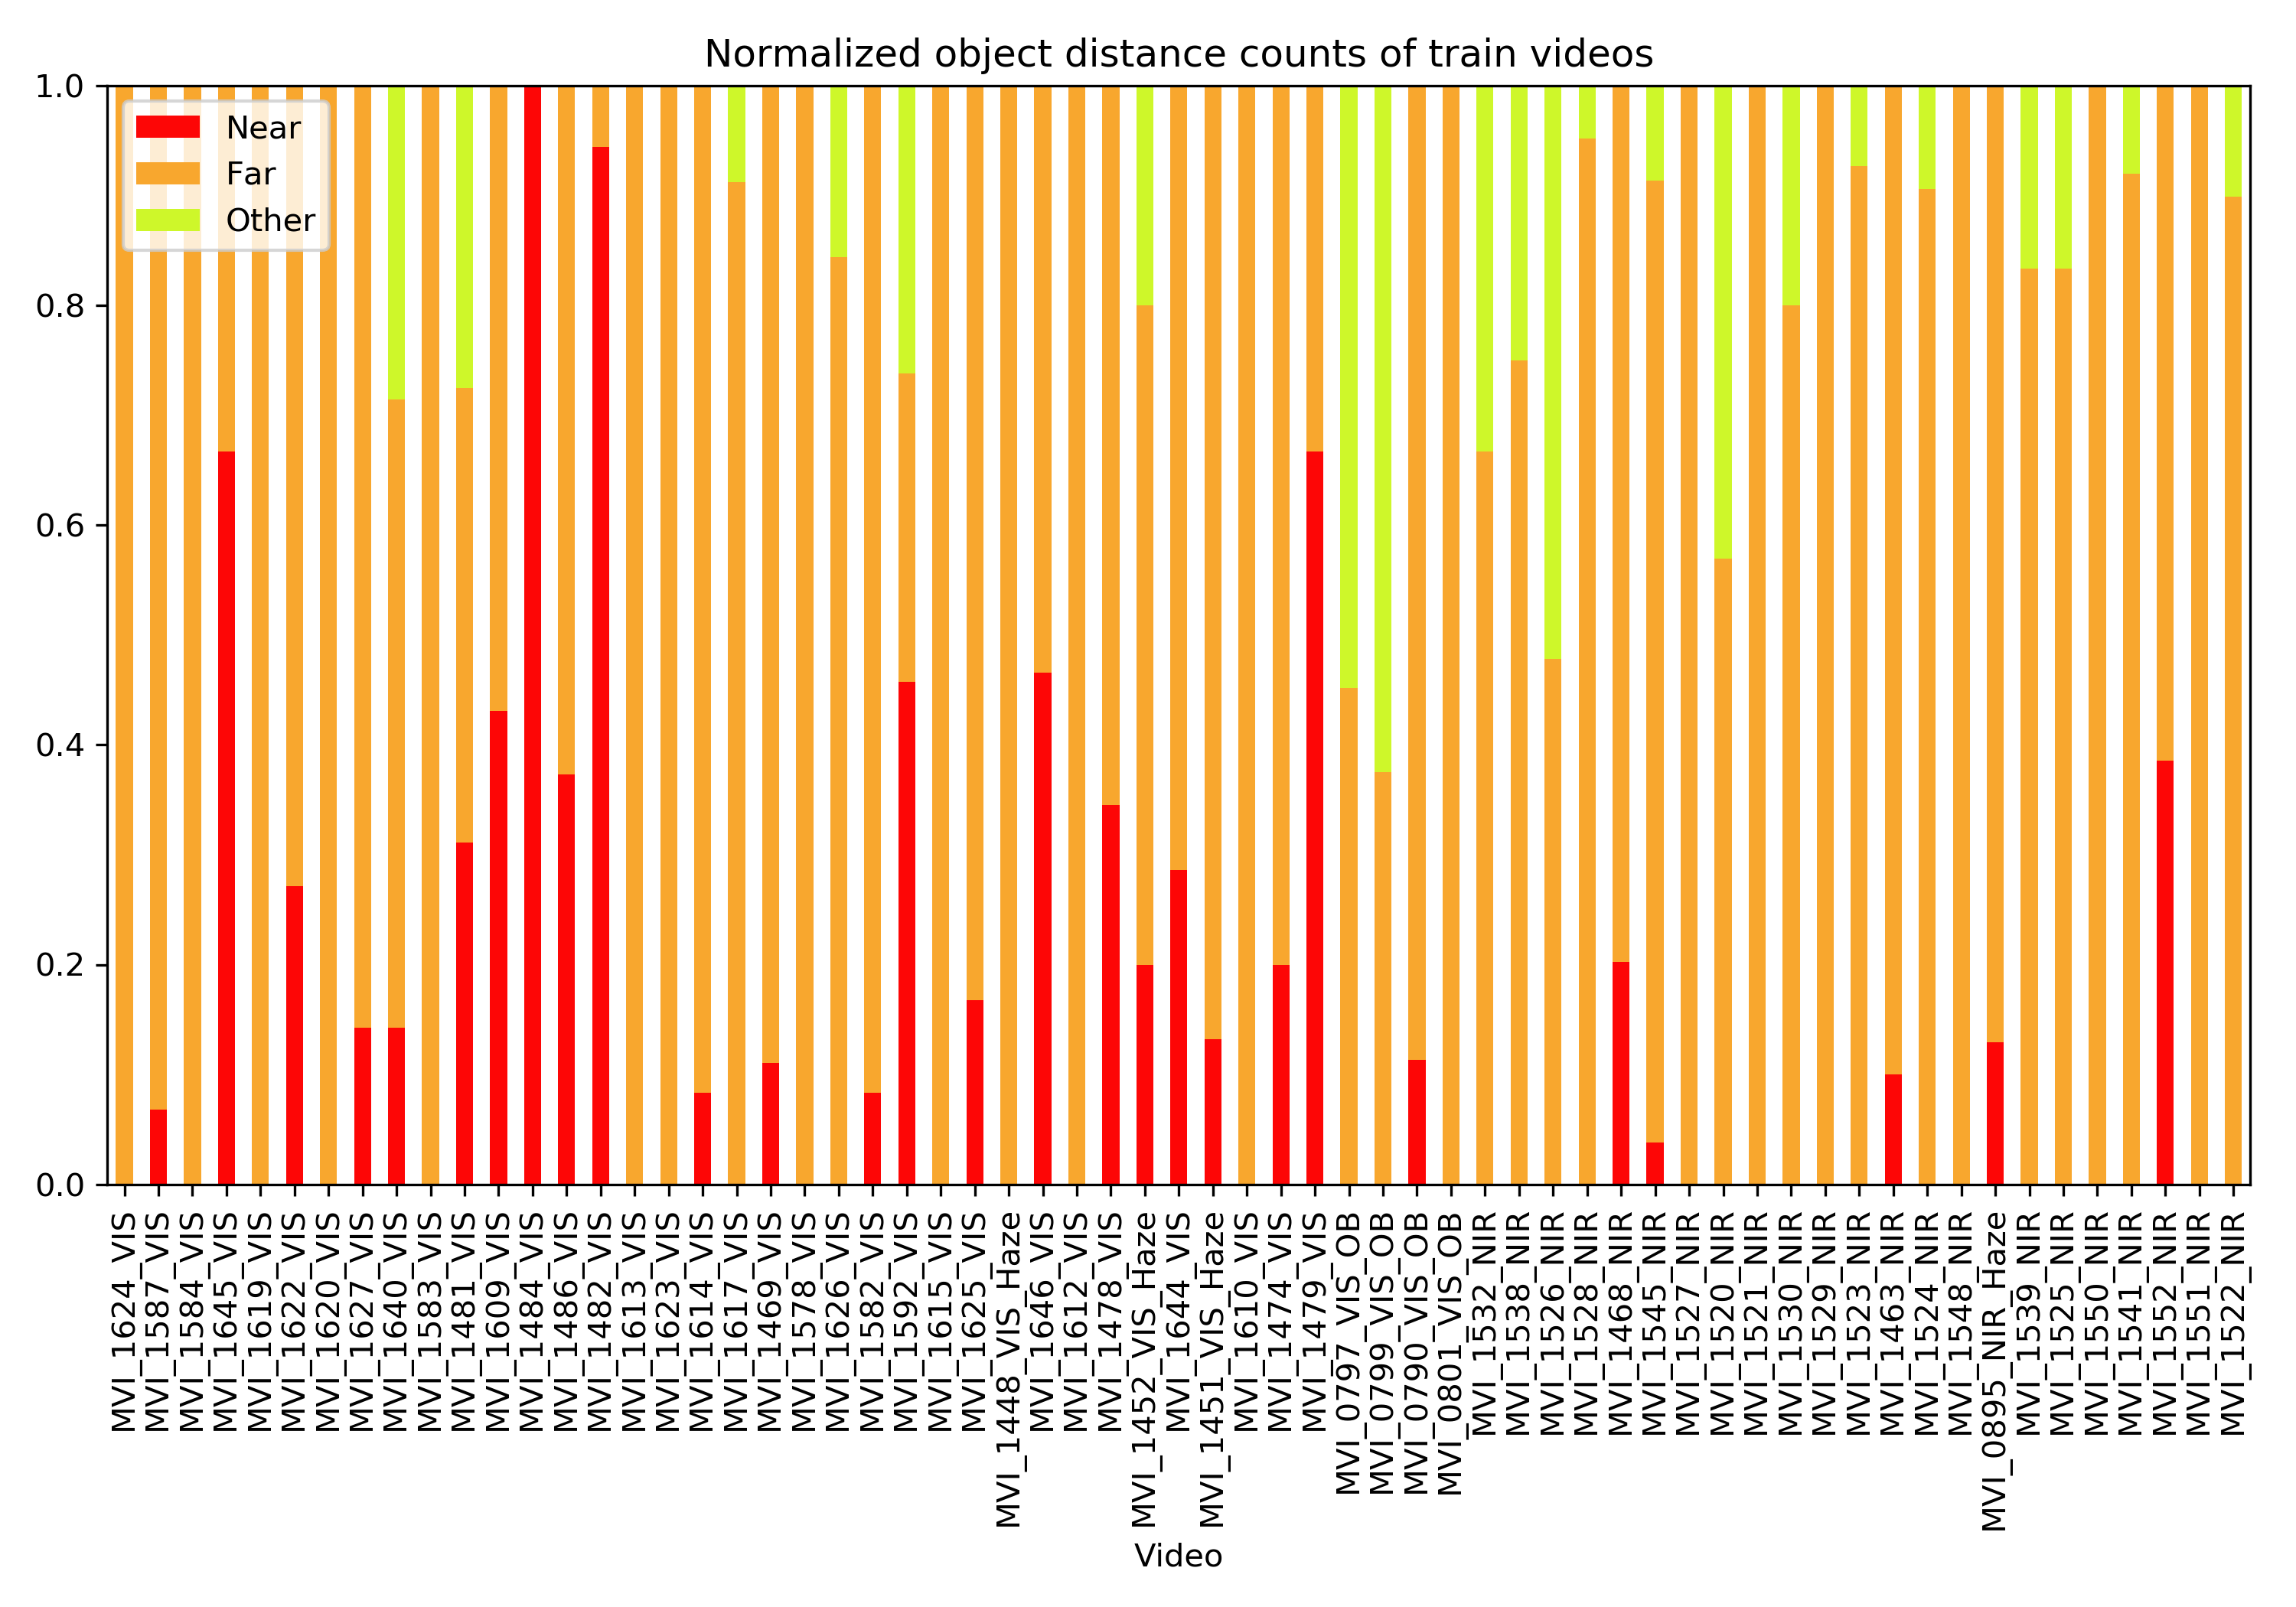 Normalized object distance counts of train videos
1.0
0.8
0.6
0.4
0.2
0.0
Near
Far
Other
MVI_1624_VIS
MVI_1587_VIS
MVI_1584_VIS
MVI_1645_VIS
MVI_1619_VIS
MVI_1622_VIS
MVI_1620_VIS
MVI_1627_VIS
MVI_1640_VIS
MVI_1583_VIS
MVI_1481_VIS
MVI_1609_VIS
MVI_1484_VIS
MVI_1486_VIS
MVI_1482_VIS
MVI_1613_VIS
MVI_1623_VIS
MVI_1614_VIS
MVI_1617_VIS
MVI_1469_VIS
MVI_1578_VIS
MVI_1626_VIS
MVI_1582_VIS
MVI_1592_VIS
MVI_1615_VIS
MVI_1625_VIS
MVI_1448_VIS_Haze
MVI_1646_VIS
MVI_1612_VIS
MVI_1478_VIS
MVI_1452_VIS_Haze
MVI_1644_VIS
MVI_1451_VIS_Haze
MVI_1610_VIS
MVI_1474_VIS
MVI_1479_VIS
MVI_0797_VIS_OB
MVI_0799_VIS_OB
MVI_0790_VIS_OB
MVI_0801_VIS_OB
MVI_1532_NIR
MVI_1538_NIR
MVI_1526_NIR
MVI_1528_NIR
MVI_1468_NIR
MVI_1545_NIR
MVI_1527_NIR
MVI_1520_NIR
MVI_1521_NIR
MVI_1530_NIR
MVI_1529_NIR
MVI_1523_NIR
MVI_1463_NIR
MVI_1524_NIR
MVI_1548_NIR
MVI_0895_NIR_Haze
MVI_1539_NIR
MVI_1525_NIR
MVI_1550_NIR
MVI_1541_NIR
MVI_1552_NIR
MVI_1551_NIR
MVI_1522_NIR
Video